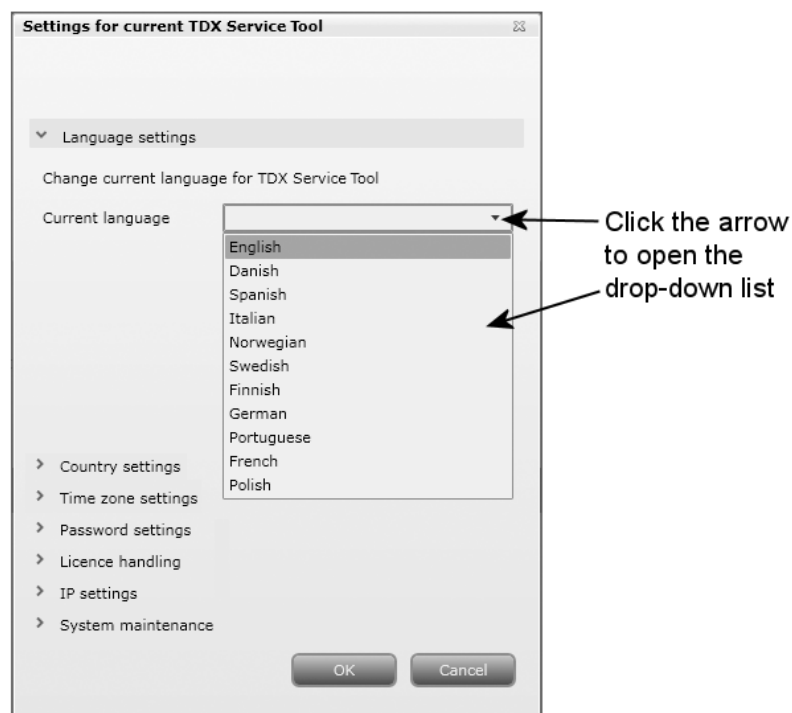 Settings for current TDX Service Tool
Language settings
Change current language for TDX Service Tool
Current language
English
Danish
Spanish
Italian
Norwegian
Swedish
Finnish
German
Portuguese
French
Polish
Click the arrow
to open the
drop-down list
Country settings
Time zone settings
Password settings
Licence handling
IP settings
System maintenance
OK
Cancel